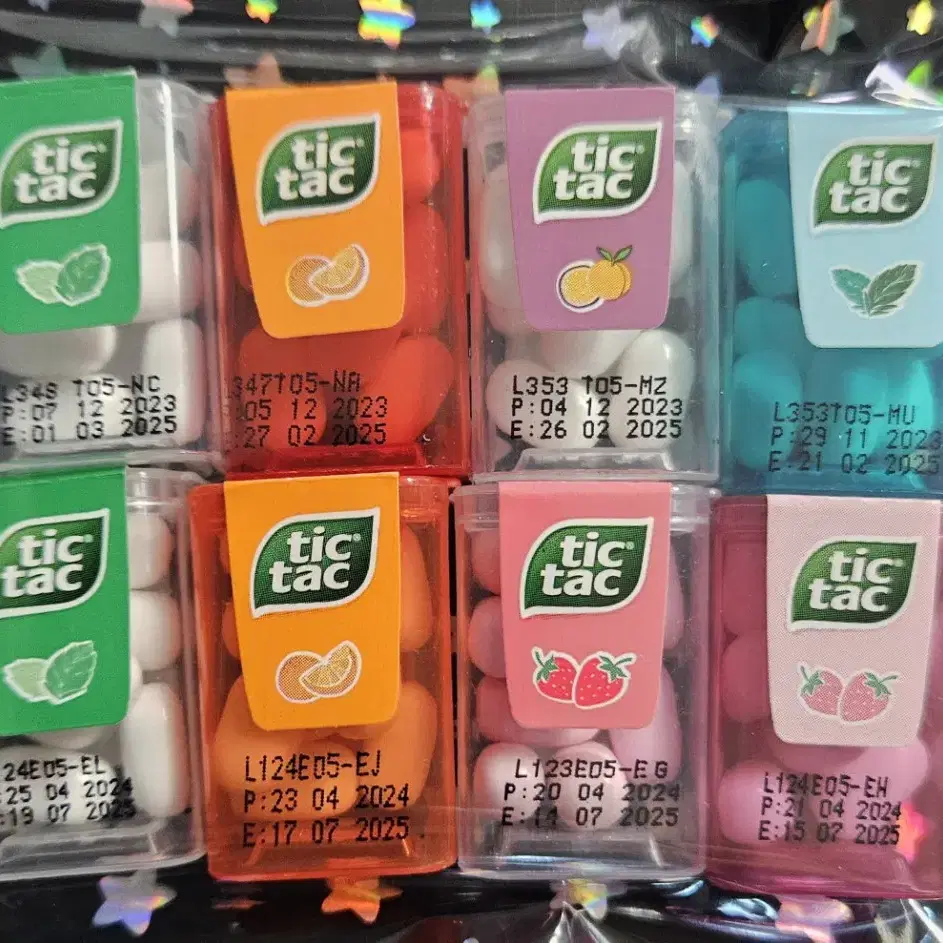 tic
tac
L348 T05-NC
P:07 12 2023
E:01 03 2025
tic
tac
L347T05-NA
:05 12 2023
:27 02 2025
tic
tac
L353 T05-MZ
P:04 12 2023
E:26 02 2025
tic
tac
L353T05-MU
P:29 11 2023
E:21 02 2025
tic
tac
24E05-EL
:25 04 2024
:19 07 2025
tic
tac
L124E05-EJ
P:23 04 2024
E:17 07 2025
tic
tac
L123E05-EG
P:20 04 2024
E:14 07 2025
tic
tac
L124E05-EH
P:21 04 2024
E:15 07 2025